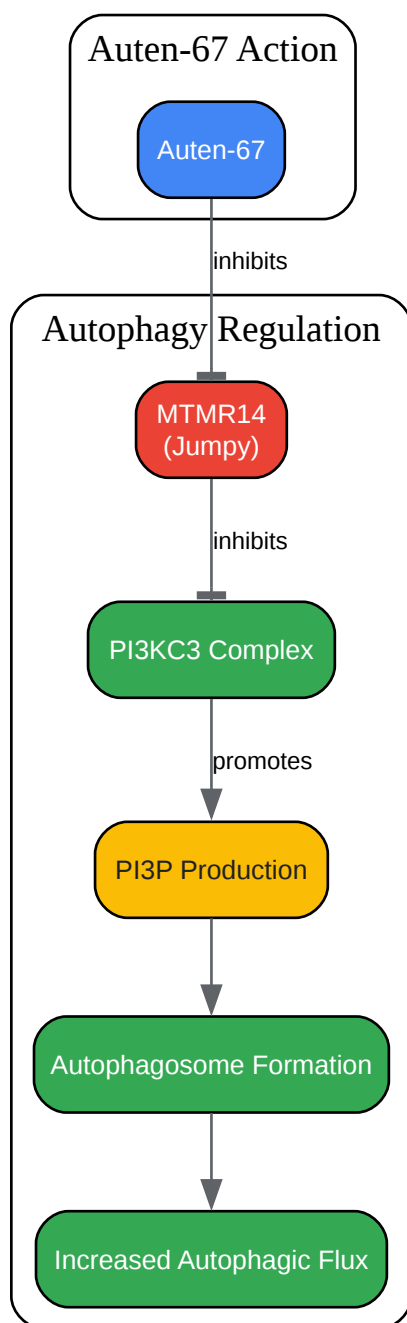 Auten-67 Action
Auten-67
inhibits
Autophagy Regulation
MTMR14
(Jumpy)
inhibits
PI3KC3 Complex
promotes
PI3P Production
Autophagosome Formation
Increased Autophagic Flux